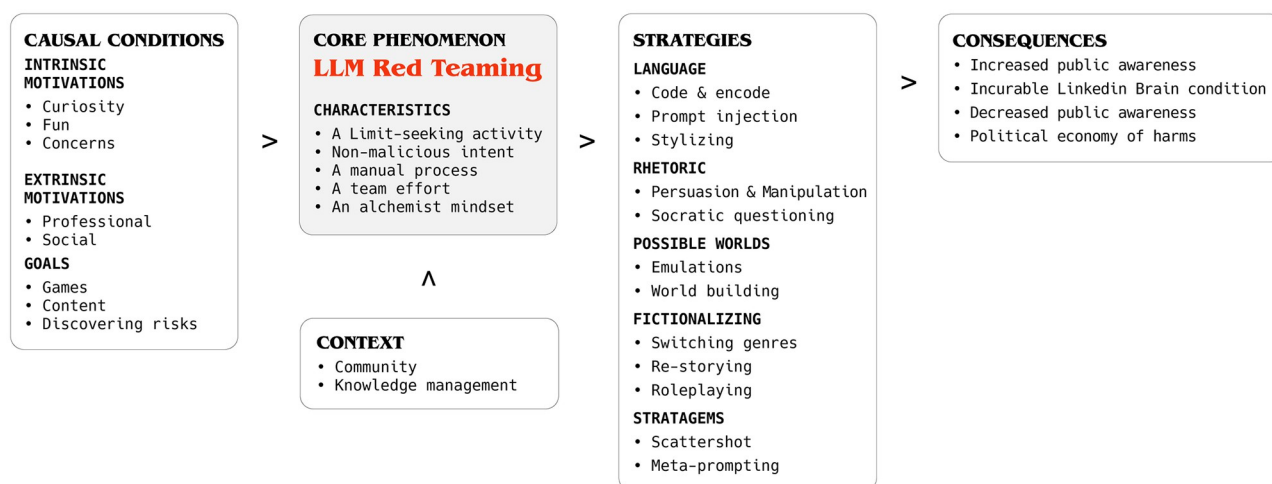 CAUSAL CONDITIONS
INTRINSIC
MOTIVATIONS
• Curiosity
• Fun
• Concerns
EXTRINSIC
MOTIVATIONS
• Professional
• Social
GOALS
• Games
• Content
• Discovering risks
>
CORE PHENOMENON
LLM Red Teaming
CHARACTERISTICS
• A Limit-seeking activity
• Non-malicious intent
• A manual process
• A team effort
• An alchemist mindset
>
CONTEXT
• Community
• Knowledge management
>
STRATEGIES
LANGUAGE
• Code & encode
• Prompt injection
• Stylizing
RHETORIC
• Persuasion & Manipulation
• Socratic questioning
POSSIBLE WORLDS
• Emulations
• World building
FICTIONALIZING
• Switching genres
• Re-storying
• Roleplaying
STRATAGEMS
• Scattershot
• Meta-prompting
>
CONSEQUENCES
• Increased public awareness
• Incurable Linkedin Brain condition
• Decreased public awareness
• Political economy of harms